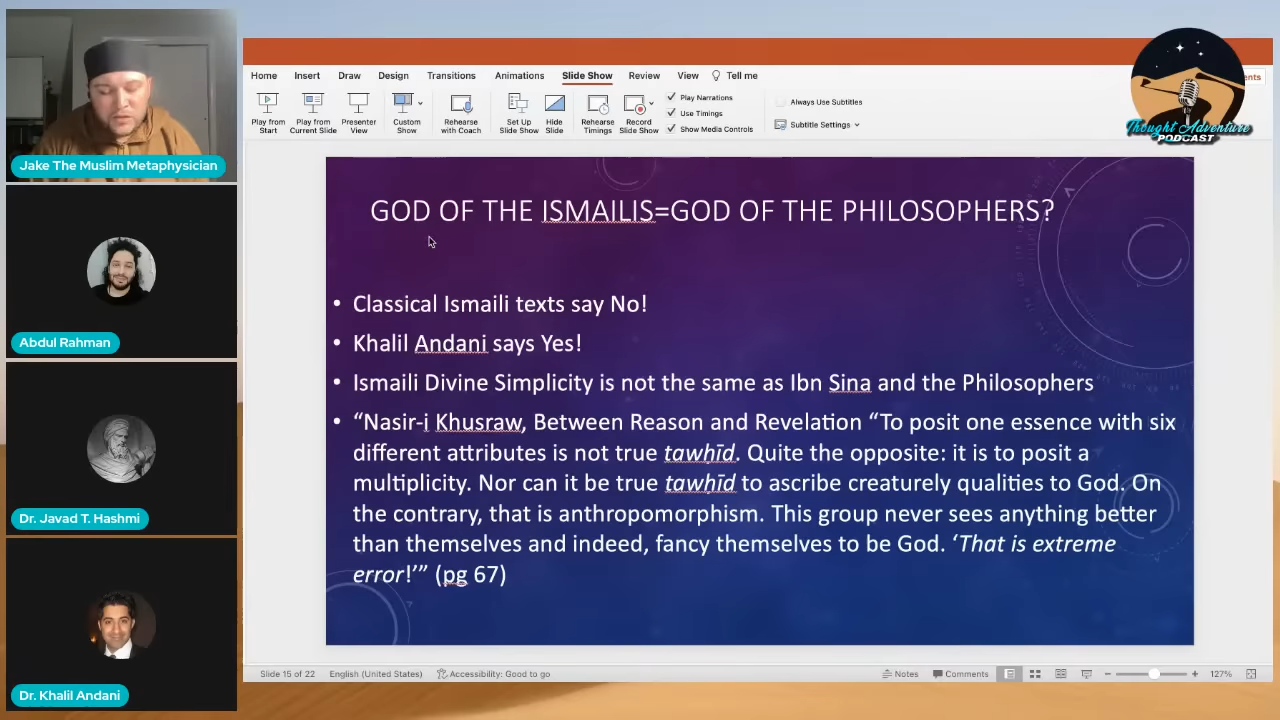 Jake The Muslim Metaphysician
Abdul Rahman
Dr. Javad T. Hashmi
Dr. Khalil Andani
Home Insert Draw Design Transitions Animations Slide Show Review View Tell me
Play from Start
Play from Current Slide
Presenter View
Custom Show
Rehearse with Coach
Set Up Slide Show
Hide Slide
Rehearse Timings
Record Slide Show
Play Narrations
Use Timings
Show Media Controls
Always Use Subtitles
Subtitle Settings
Thought Adventure
PODCAST
GOD OF THE ISMAILIS=GOD OF THE PHILOSOPHERS?
• Classical Ismaili texts say No!
• Khalil Andani says Yes!
• Ismaili Divine Simplicity is not the same as Ibn Sina and the Philosophers
• “Nasir-i Khusraw, Between Reason and Revelation “To posit one essence with six
different attributes is not true tawḥīd. Quite the opposite: it is to posit a
multiplicity. Nor can it be true tawḥīd to ascribe creaturely qualities to God. On
the contrary, that is anthropomorphism. This group never sees anything better
than themselves and indeed, fancy themselves to be God. ‘That is extreme
error!’” (pg 67)
Slide 15 of 22 English (United States) Accessibility: Good to go Notes Comments 127%